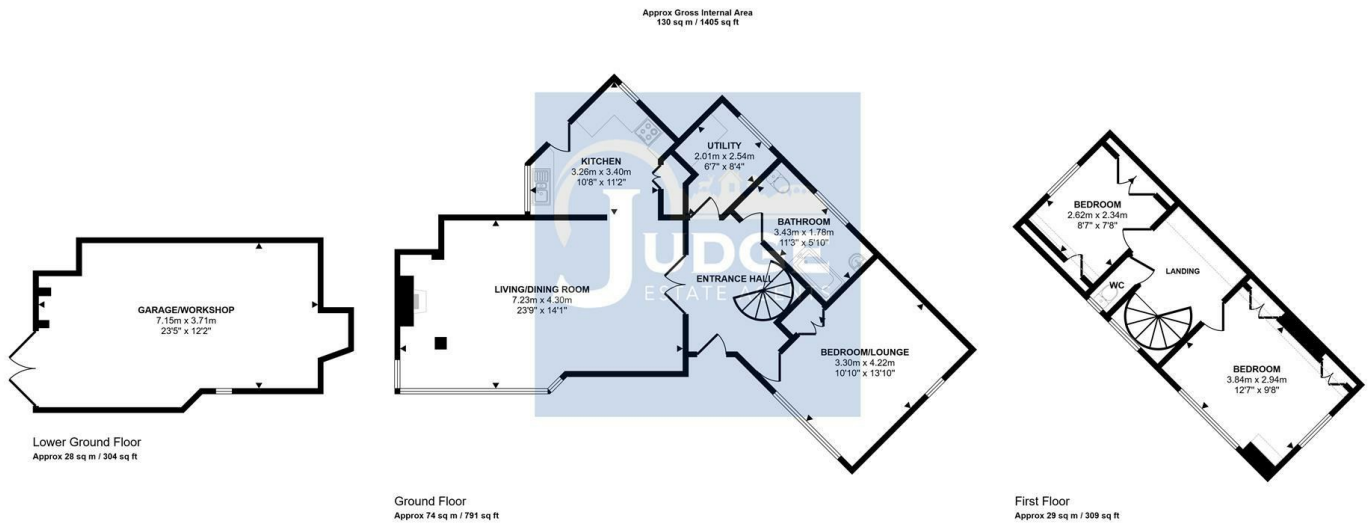 Approx Gross Internal Area
130 sq m / 1405 sq ft
KITCHEN
3.26m x 3.40m
10'8" x 11'2"
UTILITY
2.01m x 2.54m
6'7" x 8'4"
BATHROOM
3.43m x 1.78m
11'3" x 5'10"
JUDGE
ESTATE AGENTS
ENTRANCE HALL
LIVING/DINING ROOM
7.23m x 4.30m
23'9" x 14'1"
BEDROOM/LOUNGE
3.30m x 4.22m
10'10" x 13'10"
GARAGE/WORKSHOP
7.15m x 3.71m
23'5" x 12'2"
BEDROOM
2.62m x 2.34m
8'7" x 7'8"
LANDING
WC
BEDROOM
3.84m x 2.94m
12'7" x 9'8"
Lower Ground Floor
Approx 28 sq m / 304 sq ft
Ground Floor
Approx 74 sq m / 791 sq ft
First Floor
Approx 29 sq m / 309 sq ft